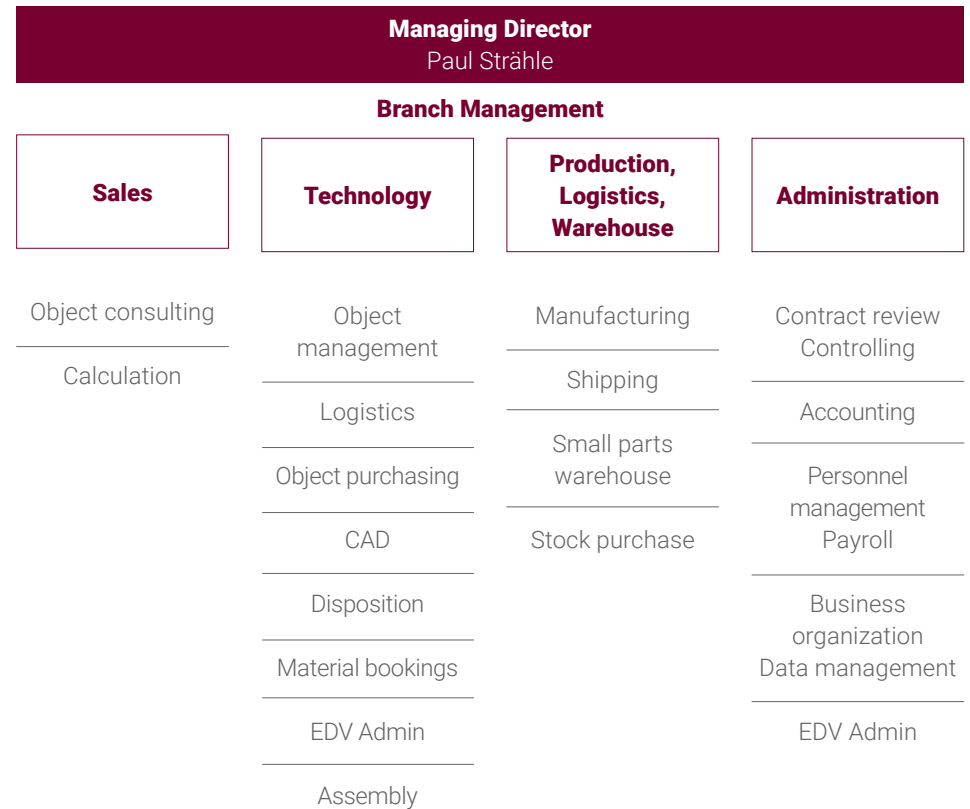 Managing Director
Paul Strähle
Branch Management
Sales
Object consulting
Calculation
Technology
Object
management
Logistics
Object purchasing
CAD
Disposition
Material bookings
EDV Admin
Assembly
Production,
Logistics,
Warehouse
Manufacturing
Shipping
Small parts
warehouse
Stock purchase
Administration
Contract review
Controlling
Accounting
Personnel
management
Payroll
Business
organization
Data management
EDV Admin